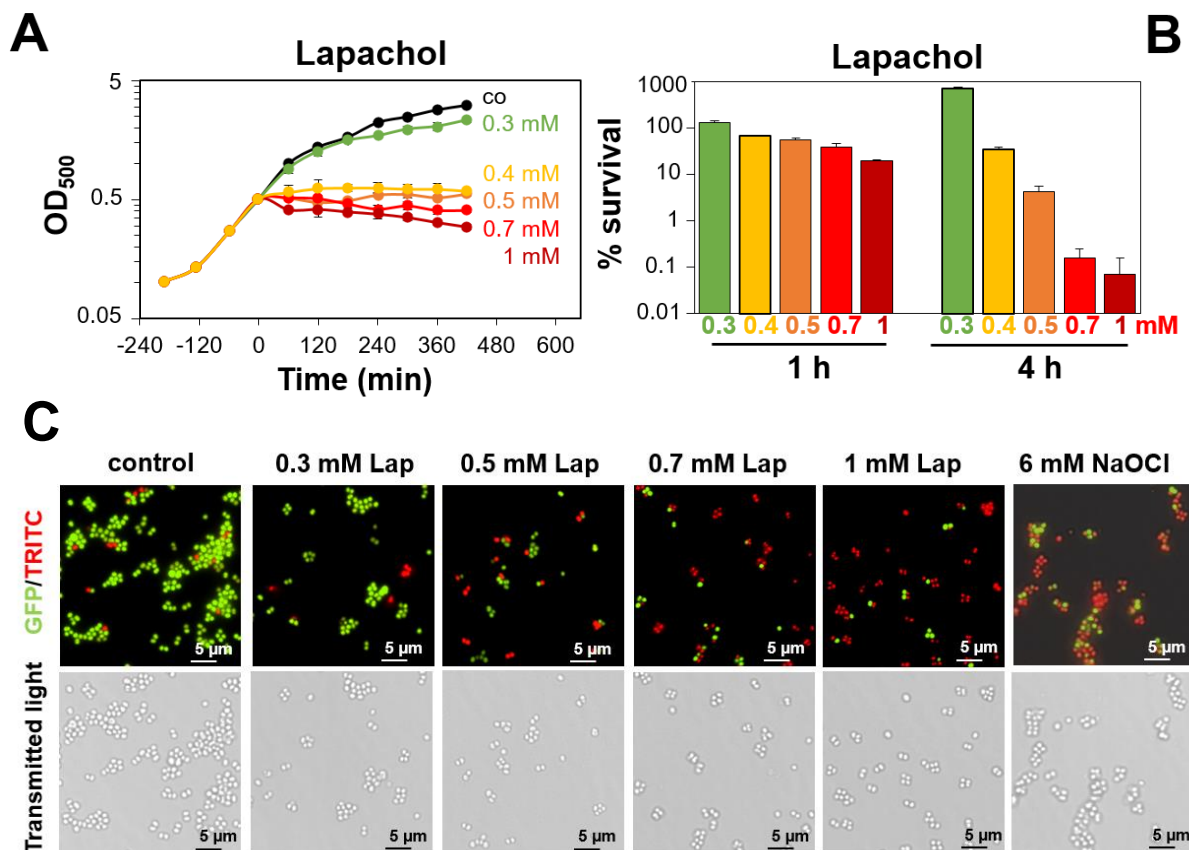 A
Lapachol
OD500
5
0.5
0.05
co
0.3 mM
0.4 mM
0.5 mM
0.7 mM
1 mM
-240 -120 0 120 240 360 480 600
Time (min)
B
Lapachol
% survival
1000
100
10
1
0.1
0.01
0.3 0.4 0.5 0.7 1 0.3 0.4 0.5 0.7 1 mM
1 h 4 h
C
control 0.3 mM Lap 0.5 mM Lap 0.7 mM Lap 1 mM Lap 6 mM NaOCl
GFP/TRITC
5 µm 5 µm 5 µm 5 µm 5 µm 5 µm
Transmitted light
5 µm 5 µm 5 µm 5 µm 5 µm 5 µm